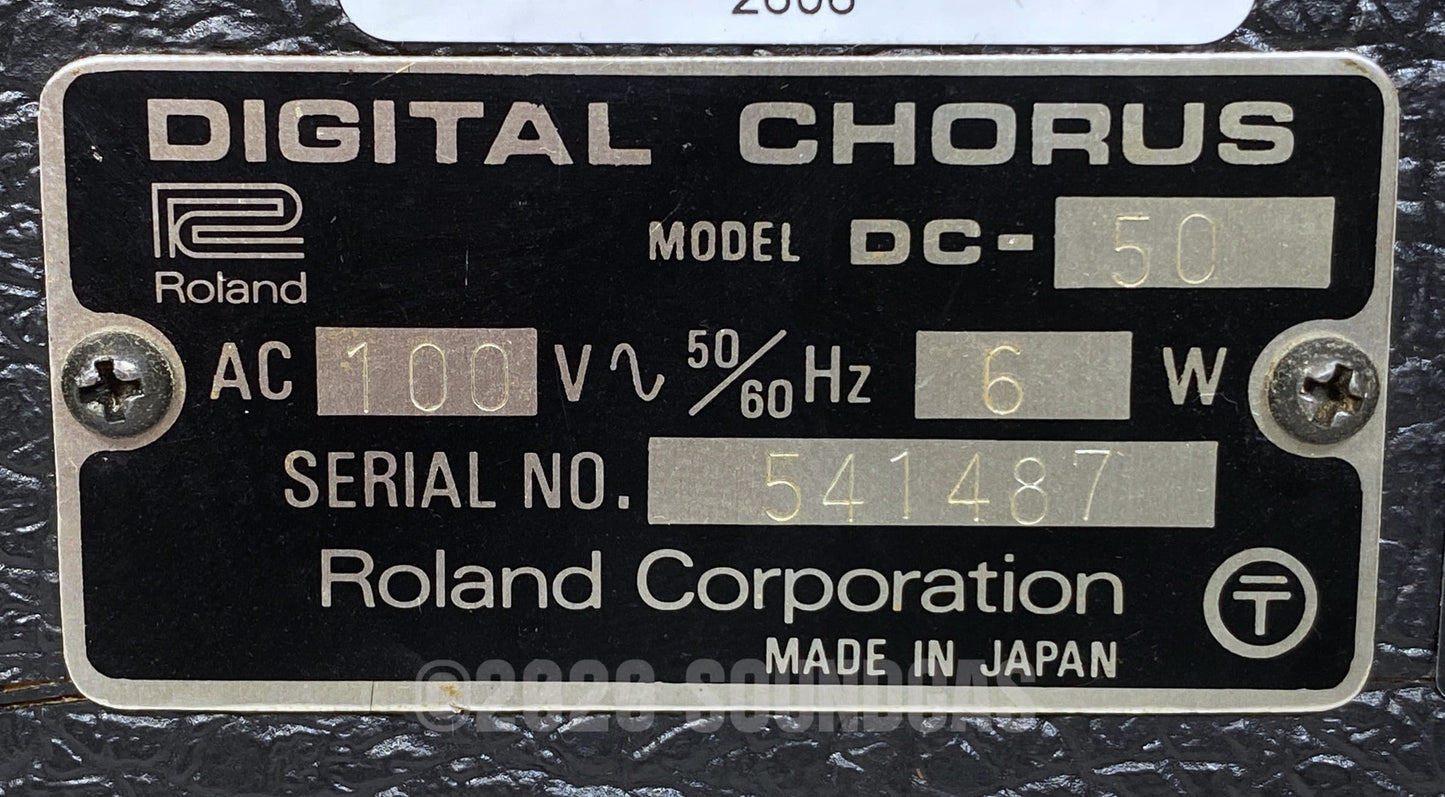 DIGITAL CHORUS
Roland
MODEL DC-50
AC 100 V 50/60 Hz 6 W
SERIAL NO. 541487
Roland Corporation
MADE IN JAPAN